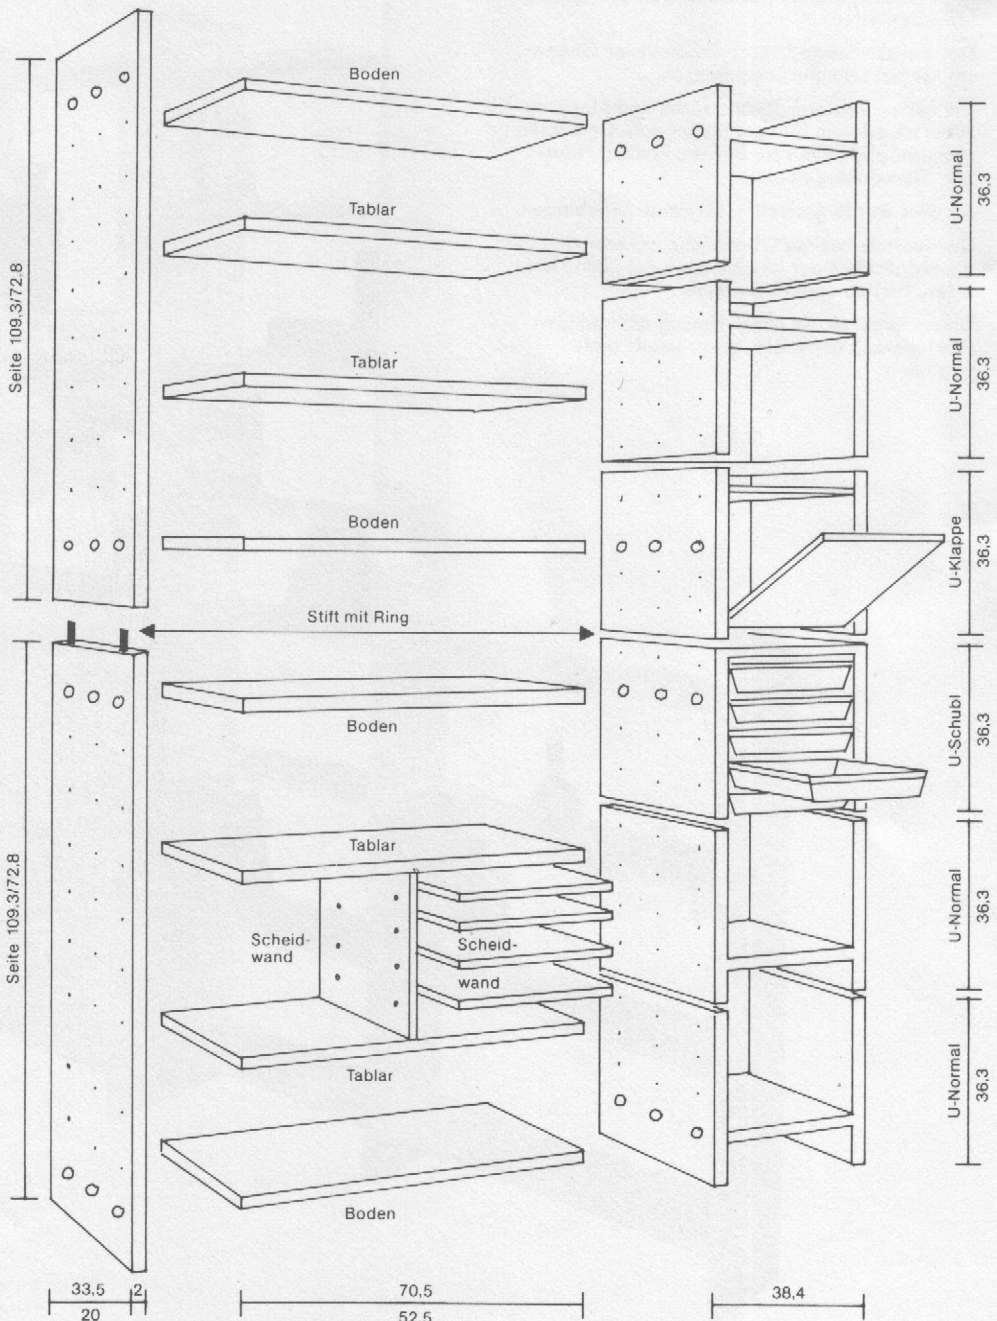 Boden
Tablar
Tablar
Boden
Stift mit Ring
Boden
Tablar
Scheid-
wand
Scheid-
wand
Tablar
Boden
Seite 109,3/72,8
Seite 109,3/72,8
U-Normal
36,3
U-Normal
36,3
U-Klappe
36,3
U-Schubl
36,3
U-Normal
36,3
U-Normal
36,3
33,5
2
20
70,5
52,5
38,4